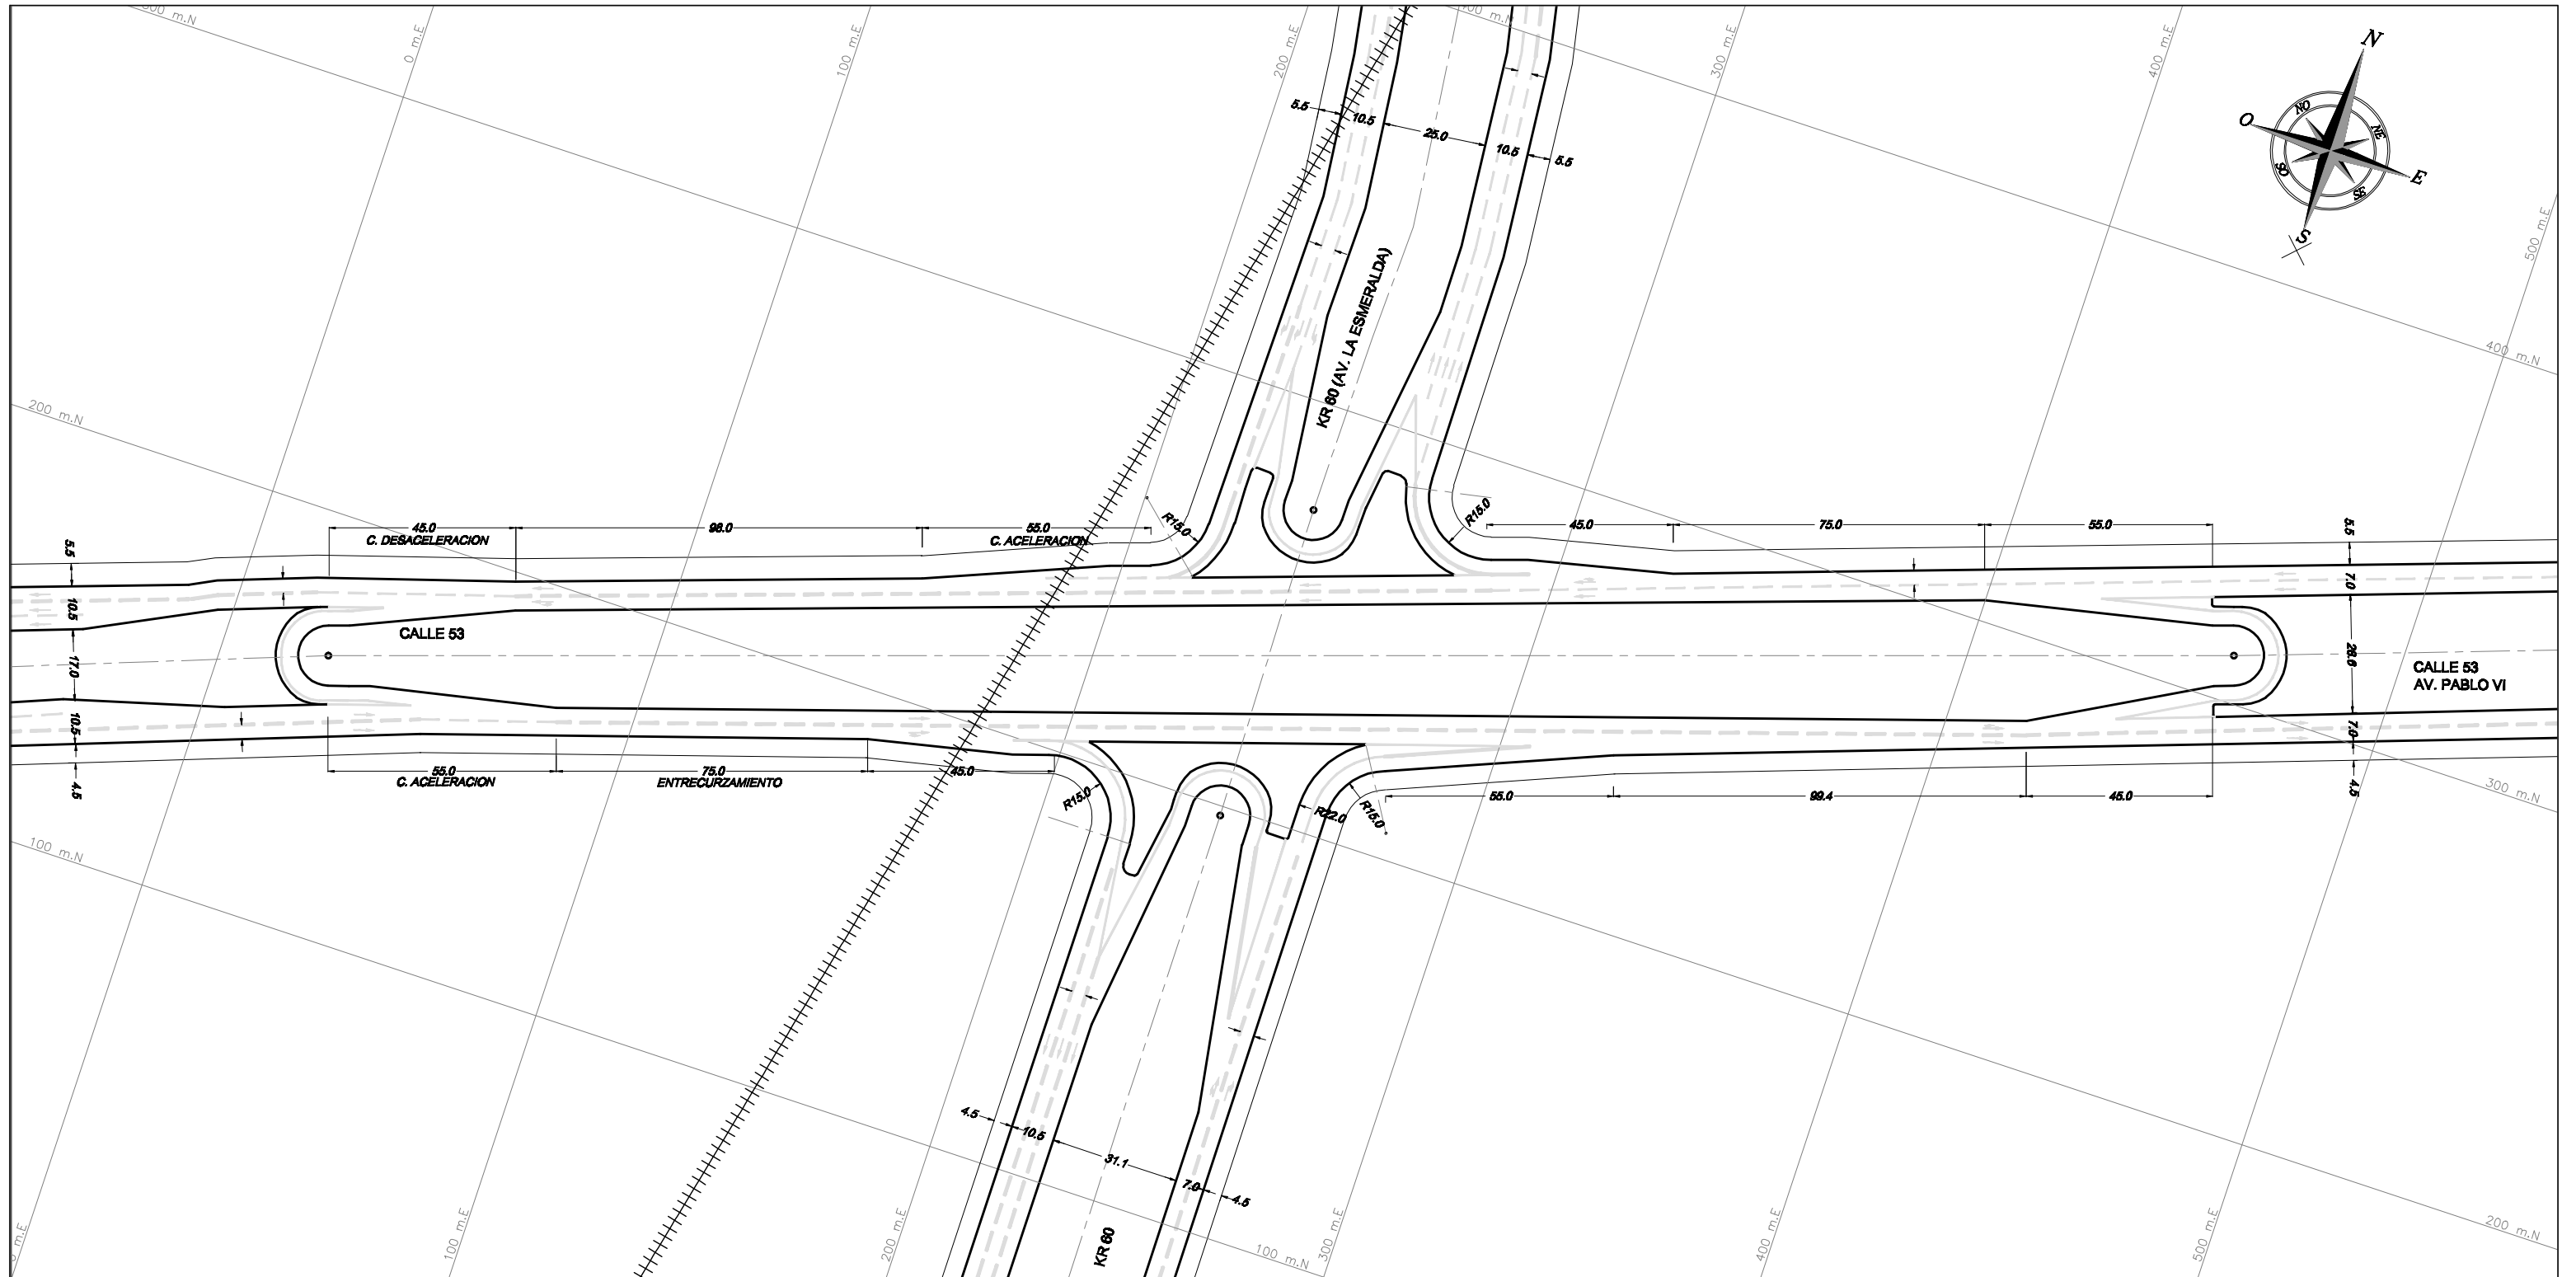 0 m.E
100 m.E
200 m.E
300 m.E
400 m.E
500 m.E
N
NO
NE
O
E
SO
SE
S
5.5
10.5
25.0
10.5
5.5
KR 60 (AV. LA ESMERALDA)
400 m.N
200 m.N
45.0
C. DESACELERACION
98.0
55.0
C. ACELERACION
R15.0
R15.0
45.0
75.0
55.0
5.5
10.5
17.0
10.5
4.5
5.5
7.0
28.6
7.0
4.5
CALLE 53
CALLE 53
AV. PABLO VI
55.0
C. ACELERACION
75.0
ENTRECURZAMIENTO
45.0
R15.0
R22.0
R15.0
55.0
99.4
45.0
300 m.N
100 m.N
4.5
10.5
31.1
7.0
4.5
KR 60
m.E
100 m.E
200 m.E
100 m.N
300 m.E
400 m.E
500 m.E
200 m.N